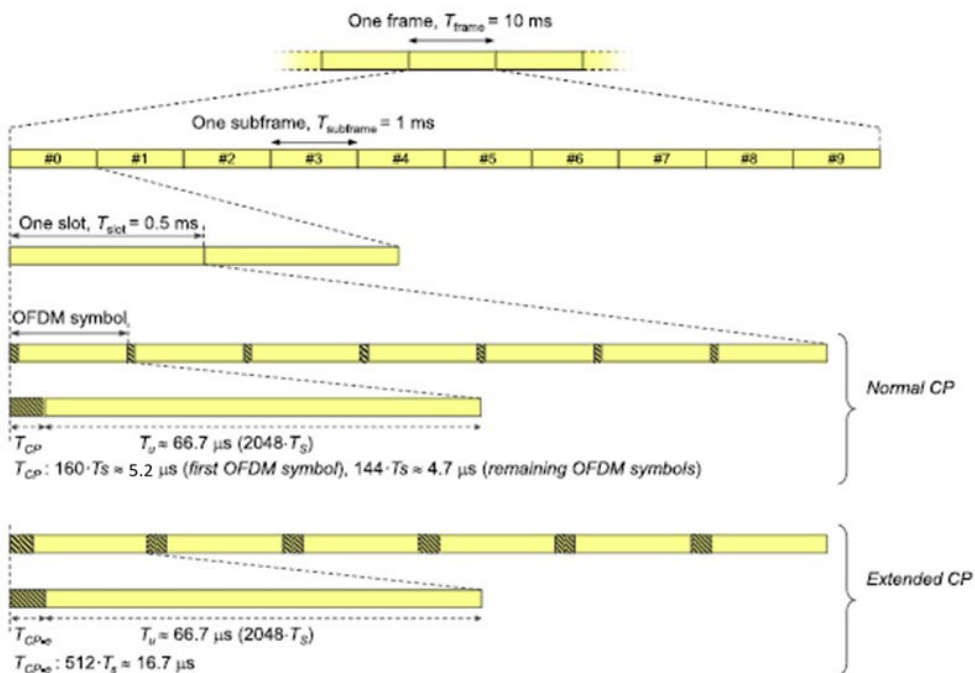 One frame, T_frame = 10 ms
One subframe, T_subframe = 1 ms
#0 #1 #2 #3 #4 #5 #6 #7 #8 #9
One slot, T_slot = 0.5 ms
OFDM symbol
Normal CP
T_CP T_u ≈ 66.7 μs (2048·T_S)
T_CP : 160·Ts ≈ 5.2 μs (first OFDM symbol), 144·Ts ≈ 4.7 μs (remaining OFDM symbols)
Extended CP
T_CP-e T_u ≈ 66.7 μs (2048·T_S)
T_CP-e : 512·T_s ≈ 16.7 μs